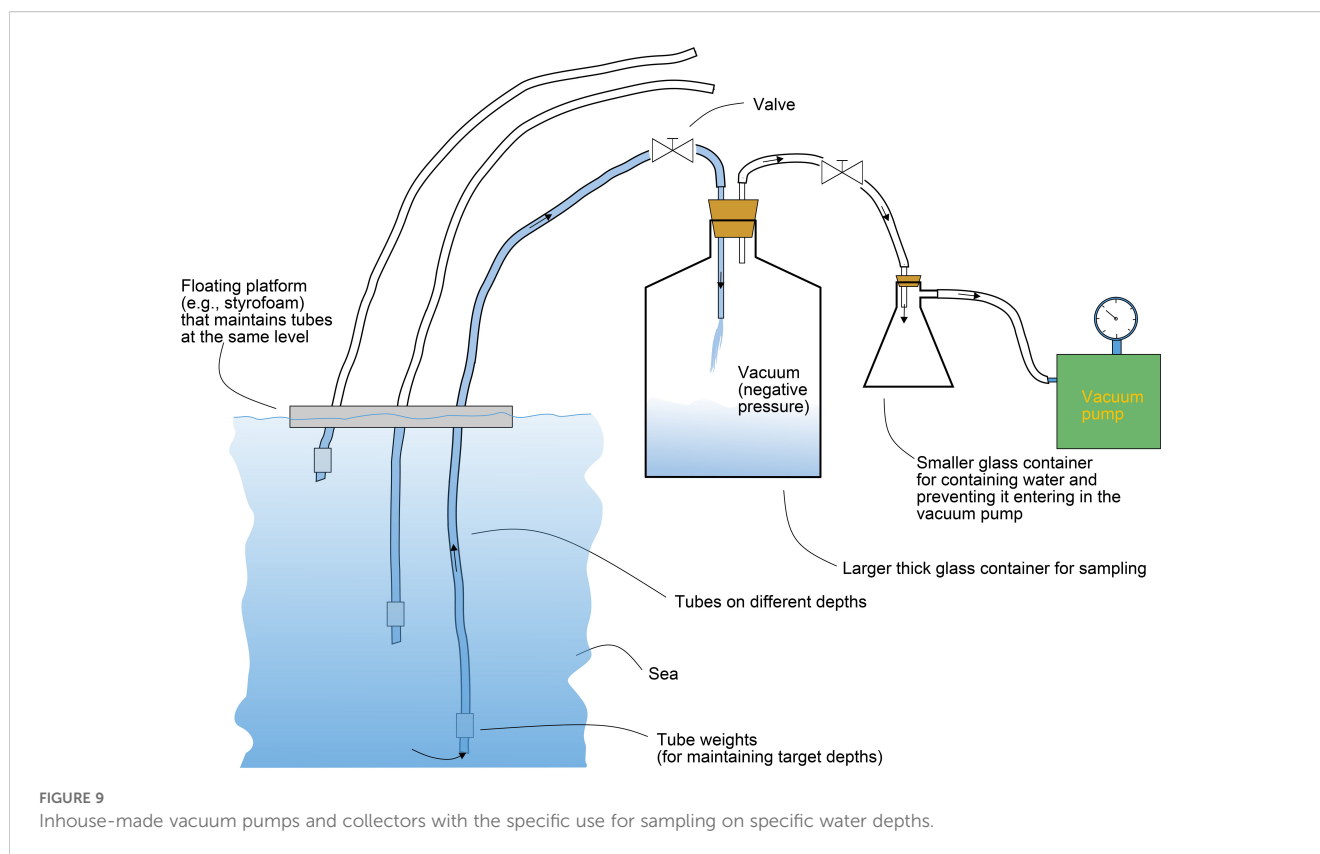 Valve
Floating platform
(e.g., styrofoam)
that maintains tubes
at the same level
Vacuum
(negative
pressure)
Vacuum
pump
Smaller glass container
for containing water and
preventing it entering in the
vacuum pump
Larger thick glass container for sampling
Tubes on different depths
Sea
Tube weights
(for maintaining target depths)
FIGURE 9
Inhouse-made vacuum pumps and collectors with the specific use for sampling on specific water depths.